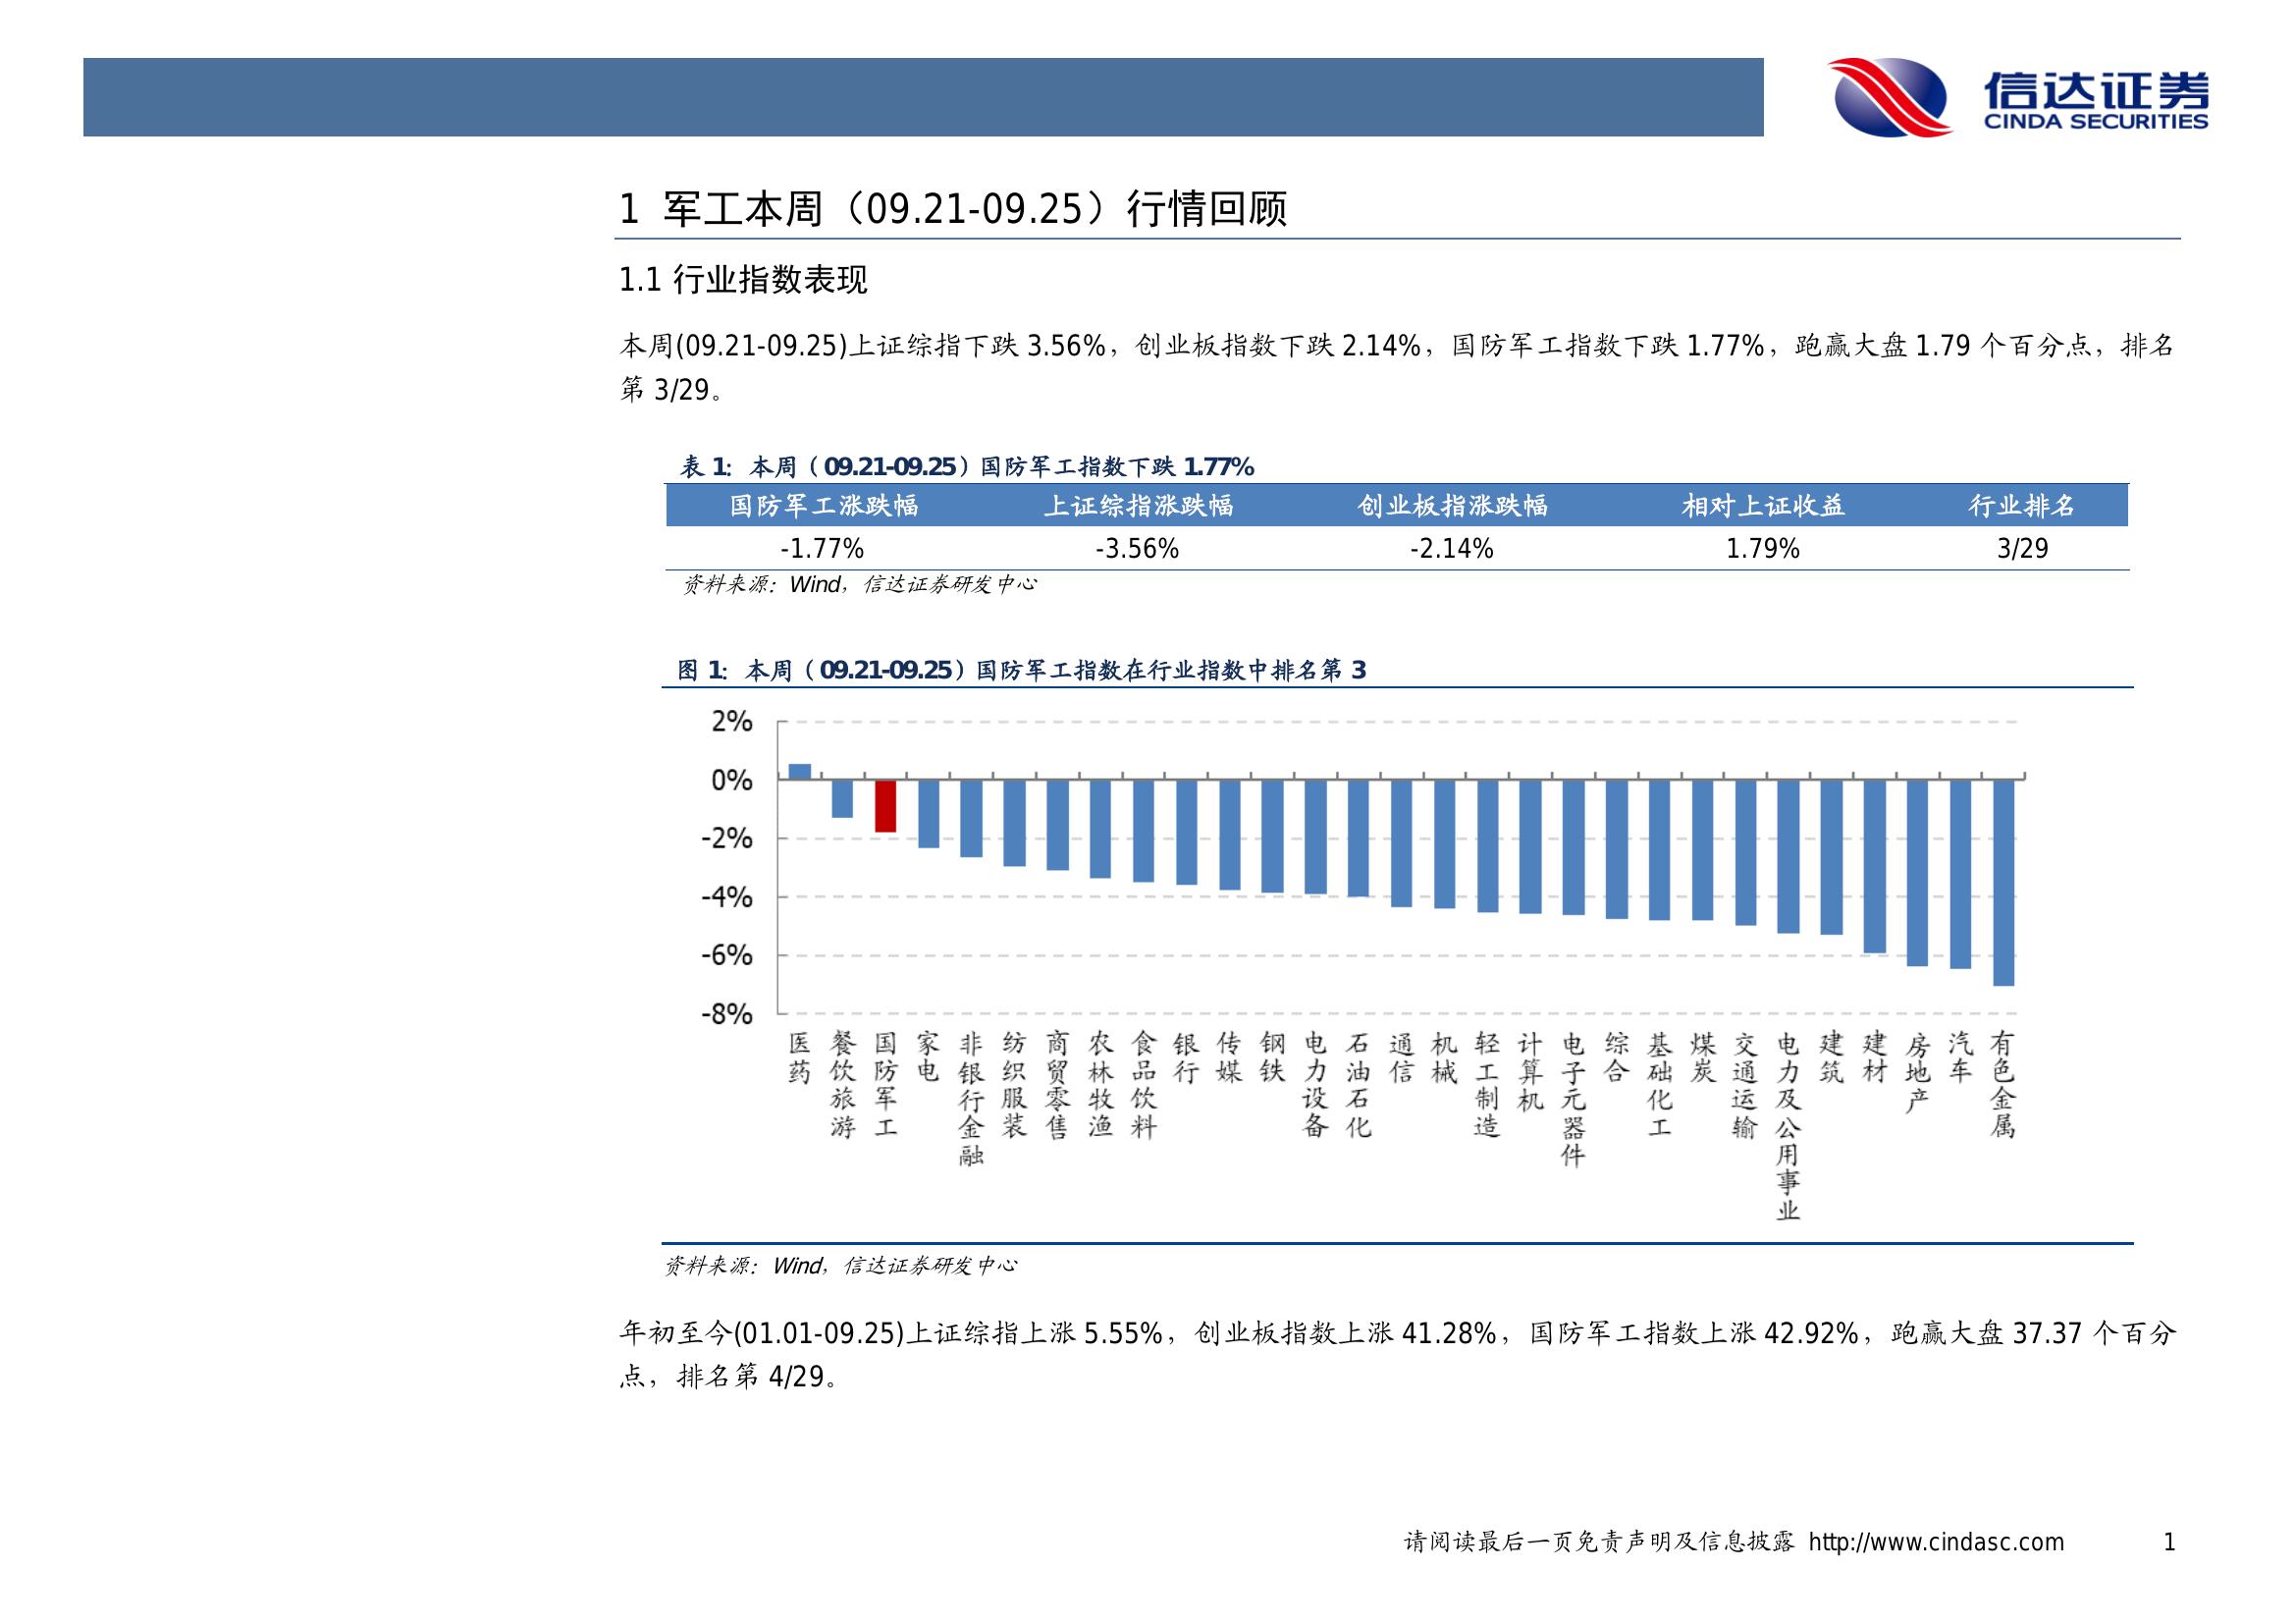 信达证券
CINDA SECURITIES
1 军工本周（09.21-09.25）行情回顾
1.1 行业指数表现
本周(09.21-09.25)上证综指下跌 3.56%，创业板指数下跌 2.14%，国防军工指数下跌 1.77%，跑赢大盘 1.79 个百分点，排名
第 3/29。
表 1: 本周（09.21-09.25）国防军工指数下跌 1.77%
国防军工涨跌幅 上证综指涨跌幅 创业板指涨跌幅 相对上证收益 行业排名
-1.77% -3.56% -2.14% 1.79% 3/29
资料来源：Wind，信达证券研发中心
图 1: 本周（09.21-09.25）国防军工指数在行业指数中排名第 3
2%
0%
-2%
-4%
-6%
-8%
医药
餐饮旅游
国防军工
家电
非银行金融
纺织服装
商贸零售
农林牧渔
食品饮料
银行
传媒
钢铁
电力设备
石油石化
通信
机械
轻工制造
计算机
电子元器件
综合
基础化工
煤炭
交通运输
电力及公用事业
建筑
建材
房地产
汽车
有色金属
资料来源：Wind，信达证券研发中心
年初至今(01.01-09.25)上证综指上涨 5.55%，创业板指数上涨 41.28%，国防军工指数上涨 42.92%，跑赢大盘 37.37 个百分
点，排名第 4/29。
请阅读最后一页免责声明及信息披露 http://www.cindasc.com 1